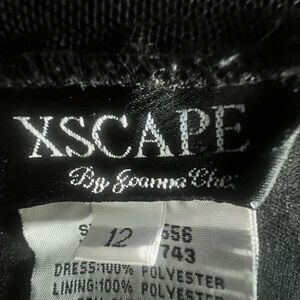 XSCAPE
By Joanna Chen
S 556
12 743
DRESS:100% POLYESTER
LINING:100% POLYESTER